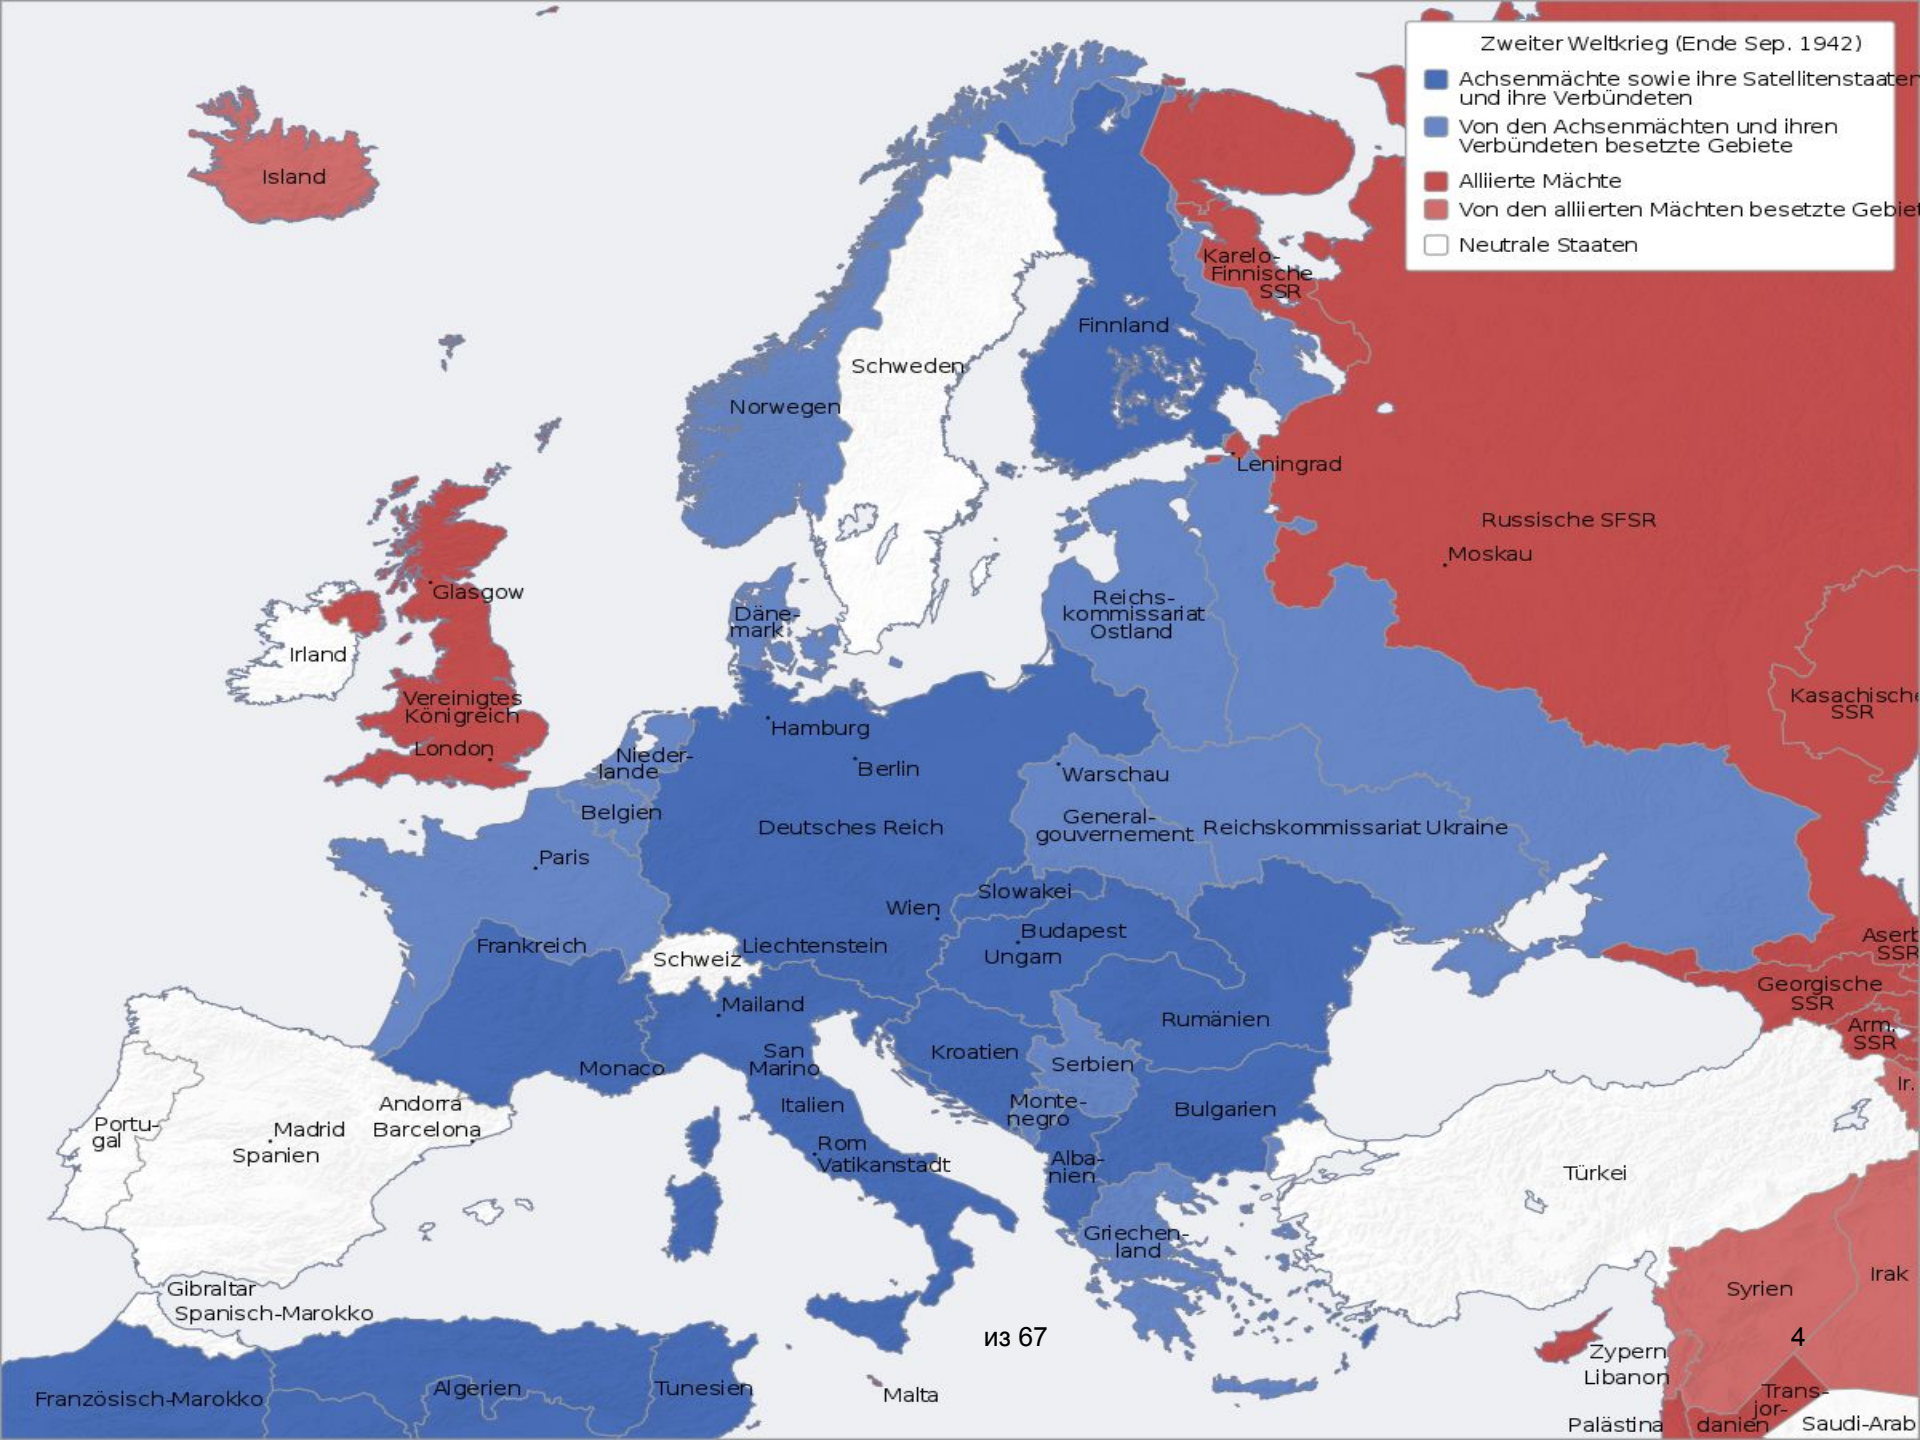 Zweiter Weltkrieg (Ende Sep. 1942)
Achsenmächte sowie ihre Satellitenstaaten
und ihre Verbündeten
Von den Achsenmächten und ihren
Verbündeten besetzte Gebiete
Alliierte Mächte
Von den alliierten Mächten besetzte Gebiet
Neutrale Staaten
Island
Karelo-
Finnische
SSR
Finnland
Schweden
Norwegen
Leningrad
Russische SFSR
Moskau
Glasgow
Reichs-
kommissariat
Ostland
Däne-
mark
Irland
Vereinigtes
Königreich
London
Kasachische
SSR
Hamburg
Nieder-
lande
Berlin
Warschau
Belgien
Deutsches Reich
General-
gouvernement
Reichskommissariat Ukraine
Paris
Slowakei
Wien
Budapest
Frankreich
Schweiz
Liechtenstein
Ungarn
Aserb
SSR
Georgische
SSR
Mailand
Rumänien
Arm.
SSR
San
Marino
Kroatien
Monaco
Serbien
Ir.
Andorra
Italien
Monte-
negro
Bulgarien
Portu-
gal
Madrid
Barcelona
Spanien
Rom
Vatikanstadt
Alba-
nien
Türkei
Griechen-
land
Gibraltar
Spanisch-Marokko
Syrien
Irak
из 67
4
Zypern
Libanon
Französisch-Marokko
Algerien
Tunesien
Malta
Trans-
jor-
danien
Palästina
Saudi-Arab